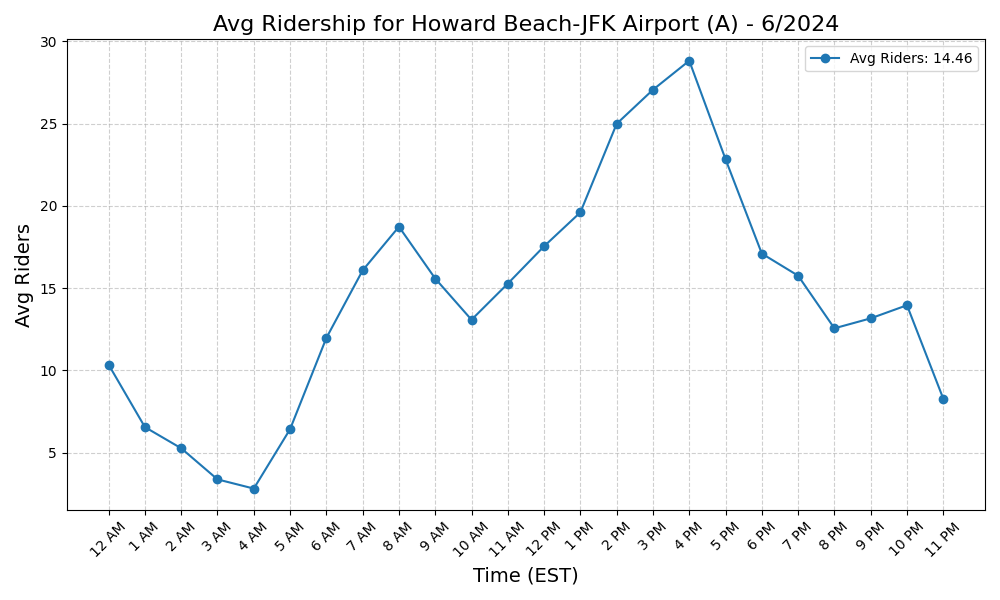 Avg Ridership for Howard Beach-JFK Airport (A) - 6/2024
Avg Riders: 14.46
Avg Riders
30
25
20
15
10
5
12 AM
1 AM
2 AM
3 AM
4 AM
5 AM
6 AM
7 AM
8 AM
9 AM
10 AM
11 AM
12 PM
1 PM
2 PM
3 PM
4 PM
5 PM
6 PM
7 PM
8 PM
9 PM
10 PM
11 PM
Time (EST)